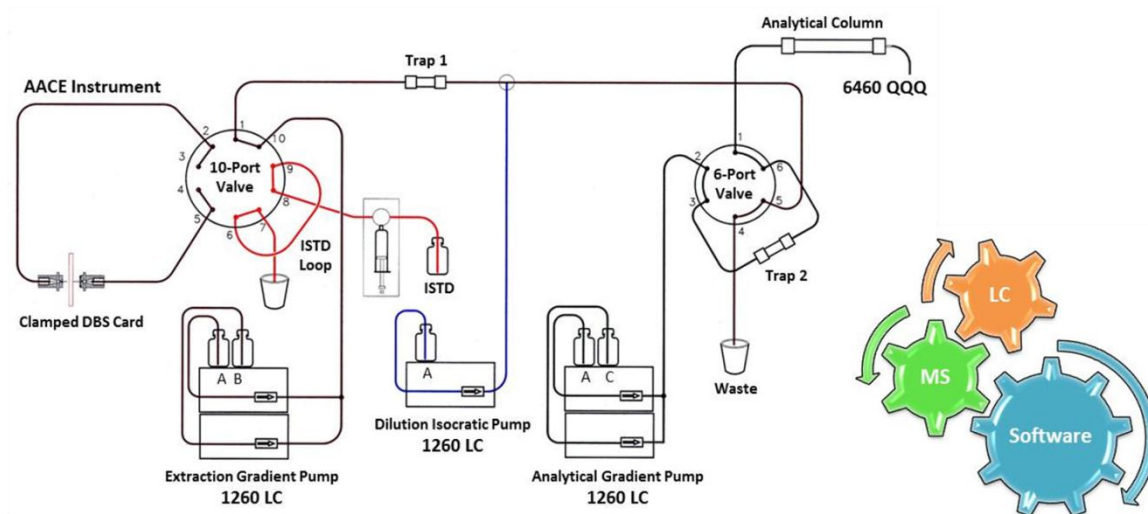 Analytical Column
Trap 1
AACE Instrument
6460 QQQ
2
1
10
3
9
10-Port
Valve
4
8
5
6
7
ISTD
Loop
ISTD
Clamped DBS Card
1
2
6
6-Port
Valve
3
5
4
Trap 2
Waste
A B
A
A C
Extraction Gradient Pump
1260 LC
Dilution Isocratic Pump
1260 LC
Analytical Gradient Pump
1260 LC
LC
MS
Software